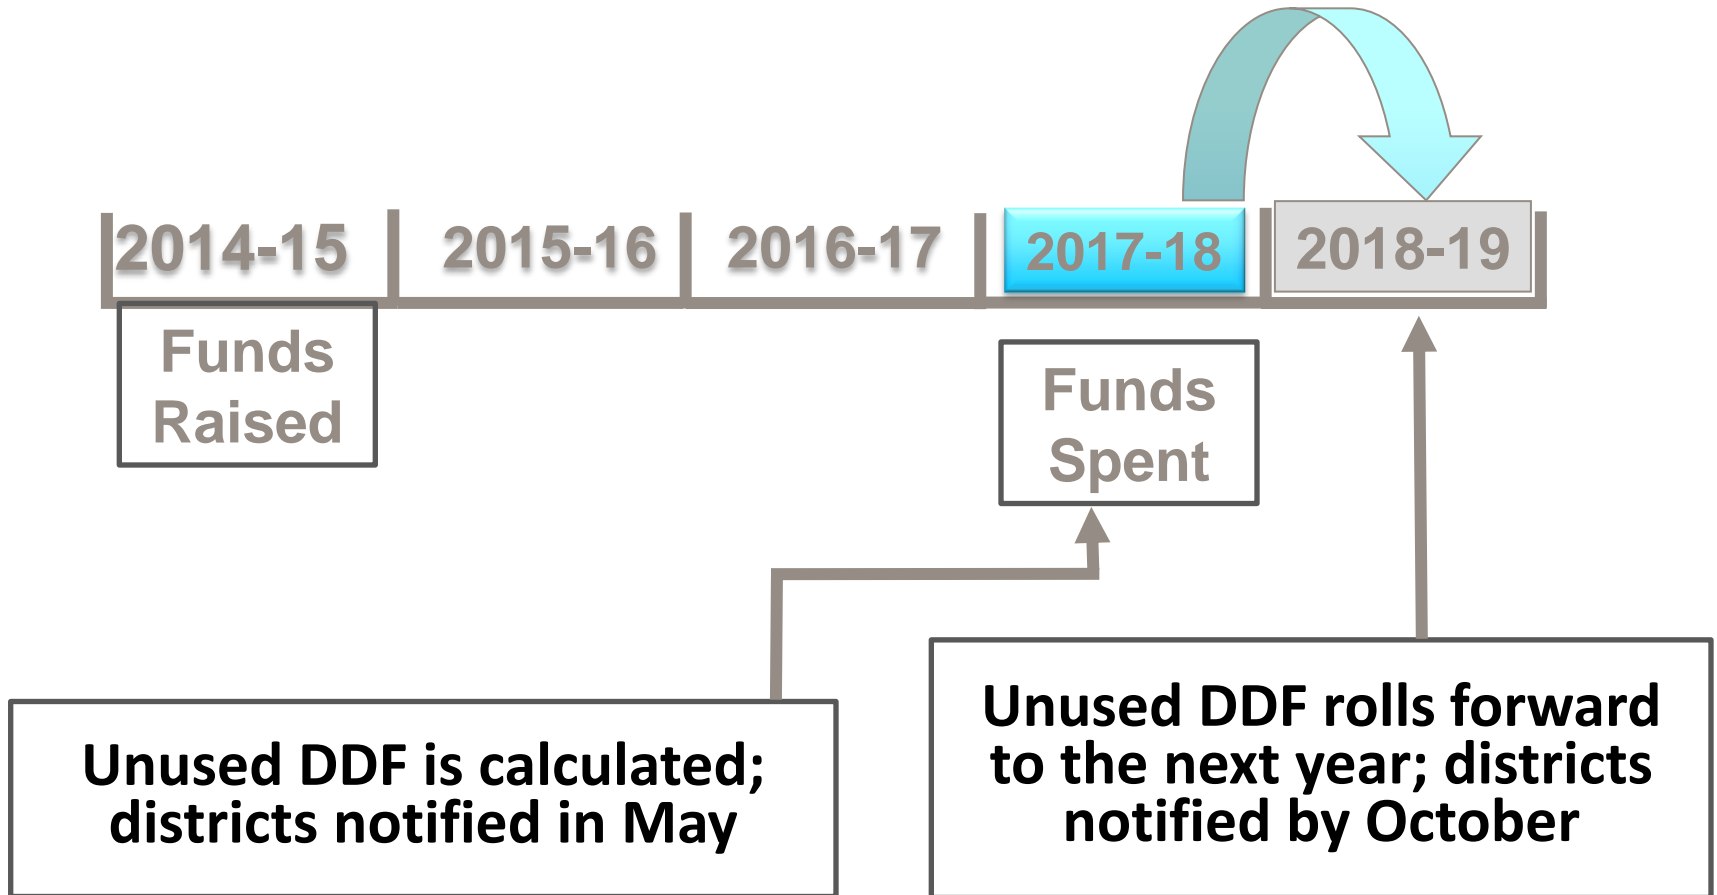 2014-15
2015-16
2016-17
2017-18
2018-19
Funds
Raised
Funds
Spent
Unused DDF is calculated;
districts notified in May
Unused DDF rolls forward
to the next year; districts
notified by October